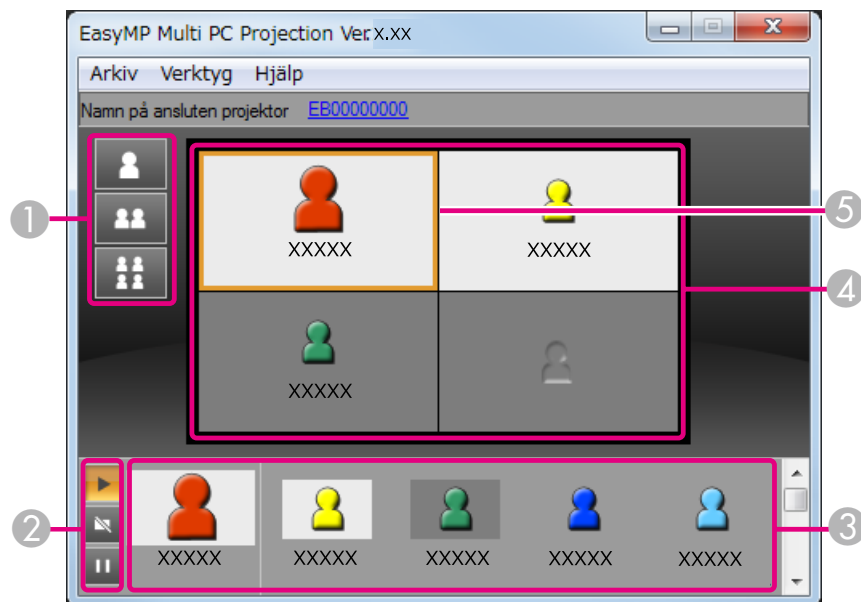 EasyMP Multi PC Projection Ver. X.XX
Arkiv Verktyg Hjälp
Namn på ansluten projektor EB00000000
1
5
XXXXX XXXXX
4
XXXXX
2
3
XXXXX XXXXX XXXXX XXXXX XXXXX